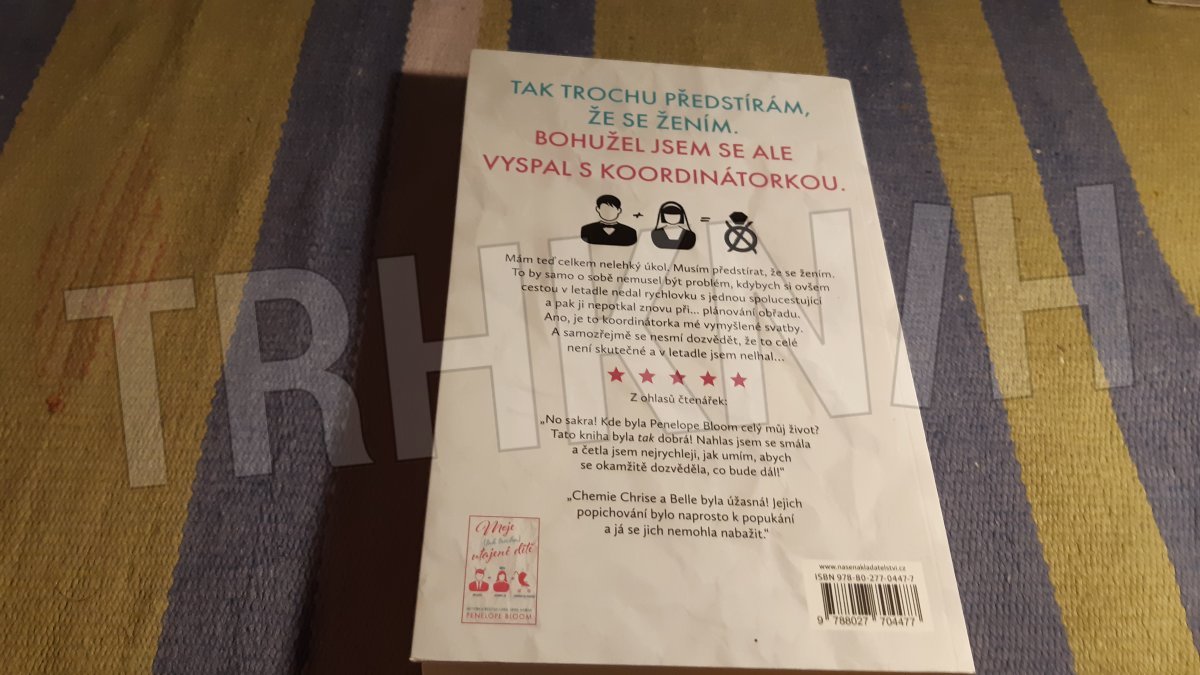 TAK TROCHU PŘEDSTÍRÁM,
ŽE SE ŽENÍM.
BOHUŽEL JSEM SE ALE
VYSPAL S KOORDINÁTORKOU.
+ =
Mám teď celkem nelehký úkol. Musím předstírat, že se žením.
To by samo o sobě nemusel být problém, kdybych si ovšem
cestou v letadle nedal rychlovku s jednou spolucestující
a pak ji nepotkal znovu při... plánování obřadu.
Ano, je to koordinátorka mé vymyšlené svatby.
A samozřejmě se nesmí dozvědět, že to celé
není skutečné a v letadle jsem nelhal...
Z ohlasů čtenářek:
„No sakra! Kde byla Penelope Bloom celý můj život?
Tato kniha byla tak dobrá! Nahlas jsem se smála
a četla jsem nejrychleji, jak umím, abych
se okamžitě dozvěděla, co bude dál!“
„Chemie Chrise a Belle byla úžasná! Jejich
popichování bylo naprosto k popukání
a já se jich nemohla nabažit.“
Moje
(tak trochu)
utajené dítě
PENELOPE BLOOM
www.nasenakladatelstvi.cz
ISBN 978-80-277-0447-7
9 788027 704477
TRHKNIH